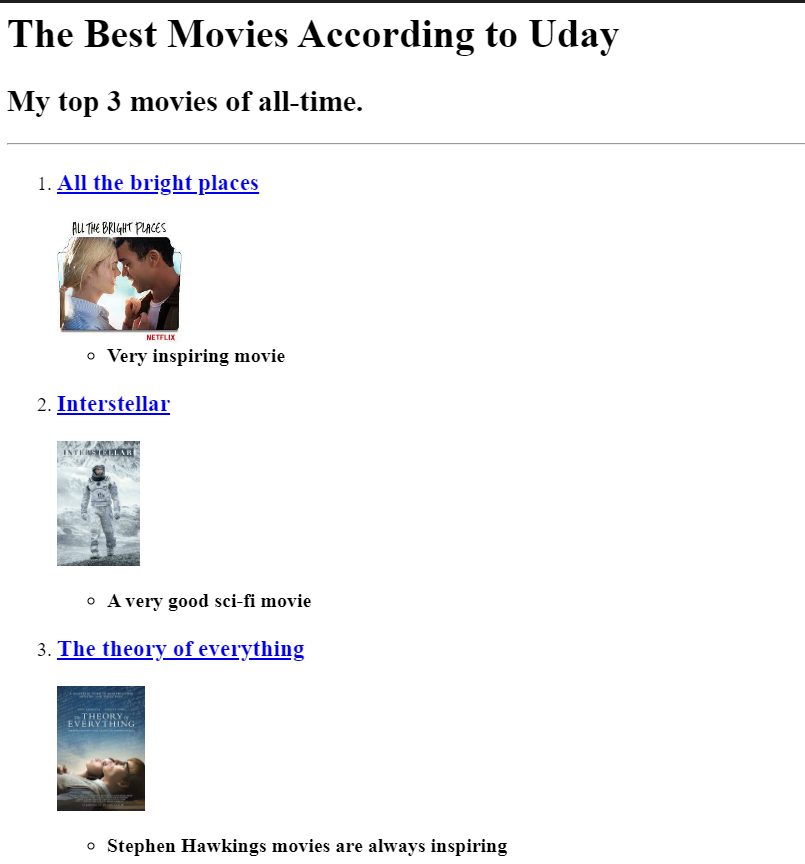 The Best Movies According to Uday
My top 3 movies of all-time.
1. All the bright places
ALL THE BRIGHT PLACES
NETFLIX
Very inspiring movie
2. Interstellar
INTERSTELLAR
A very good sci-fi movie
3. The theory of everything
THEORY
EVERYTHING
Stephen Hawkings movies are always inspiring